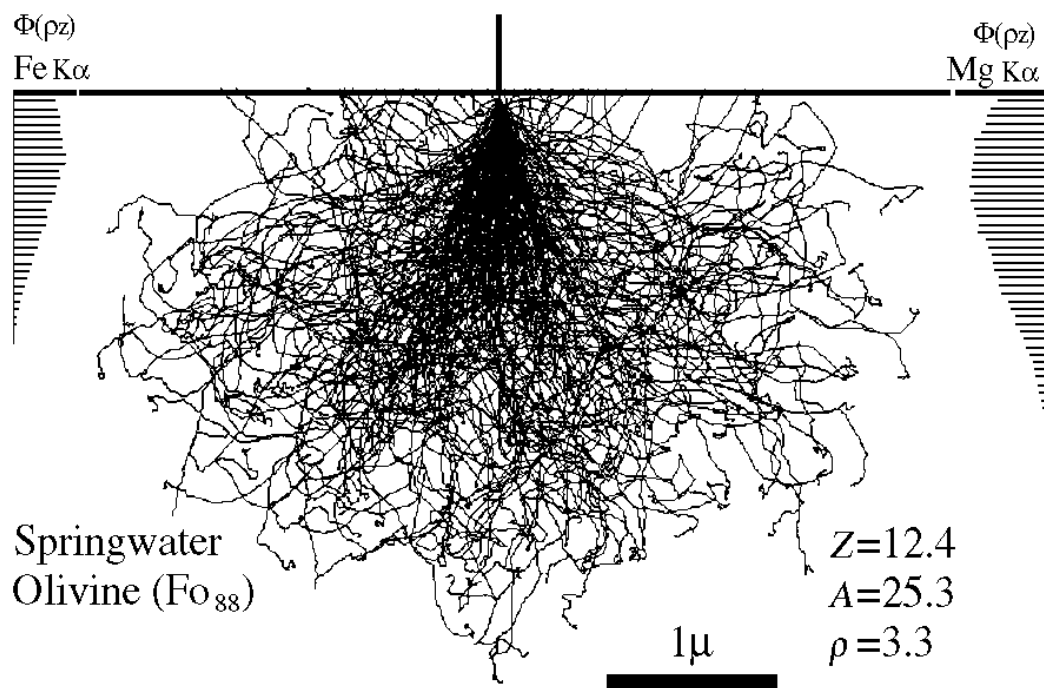 Φ(ρz)
Fe Kα
Φ(ρz)
Mg Kα
Springwater
Olivine (Fo₈₈)
Z=12.4
A=25.3
ρ=3.3
1μ